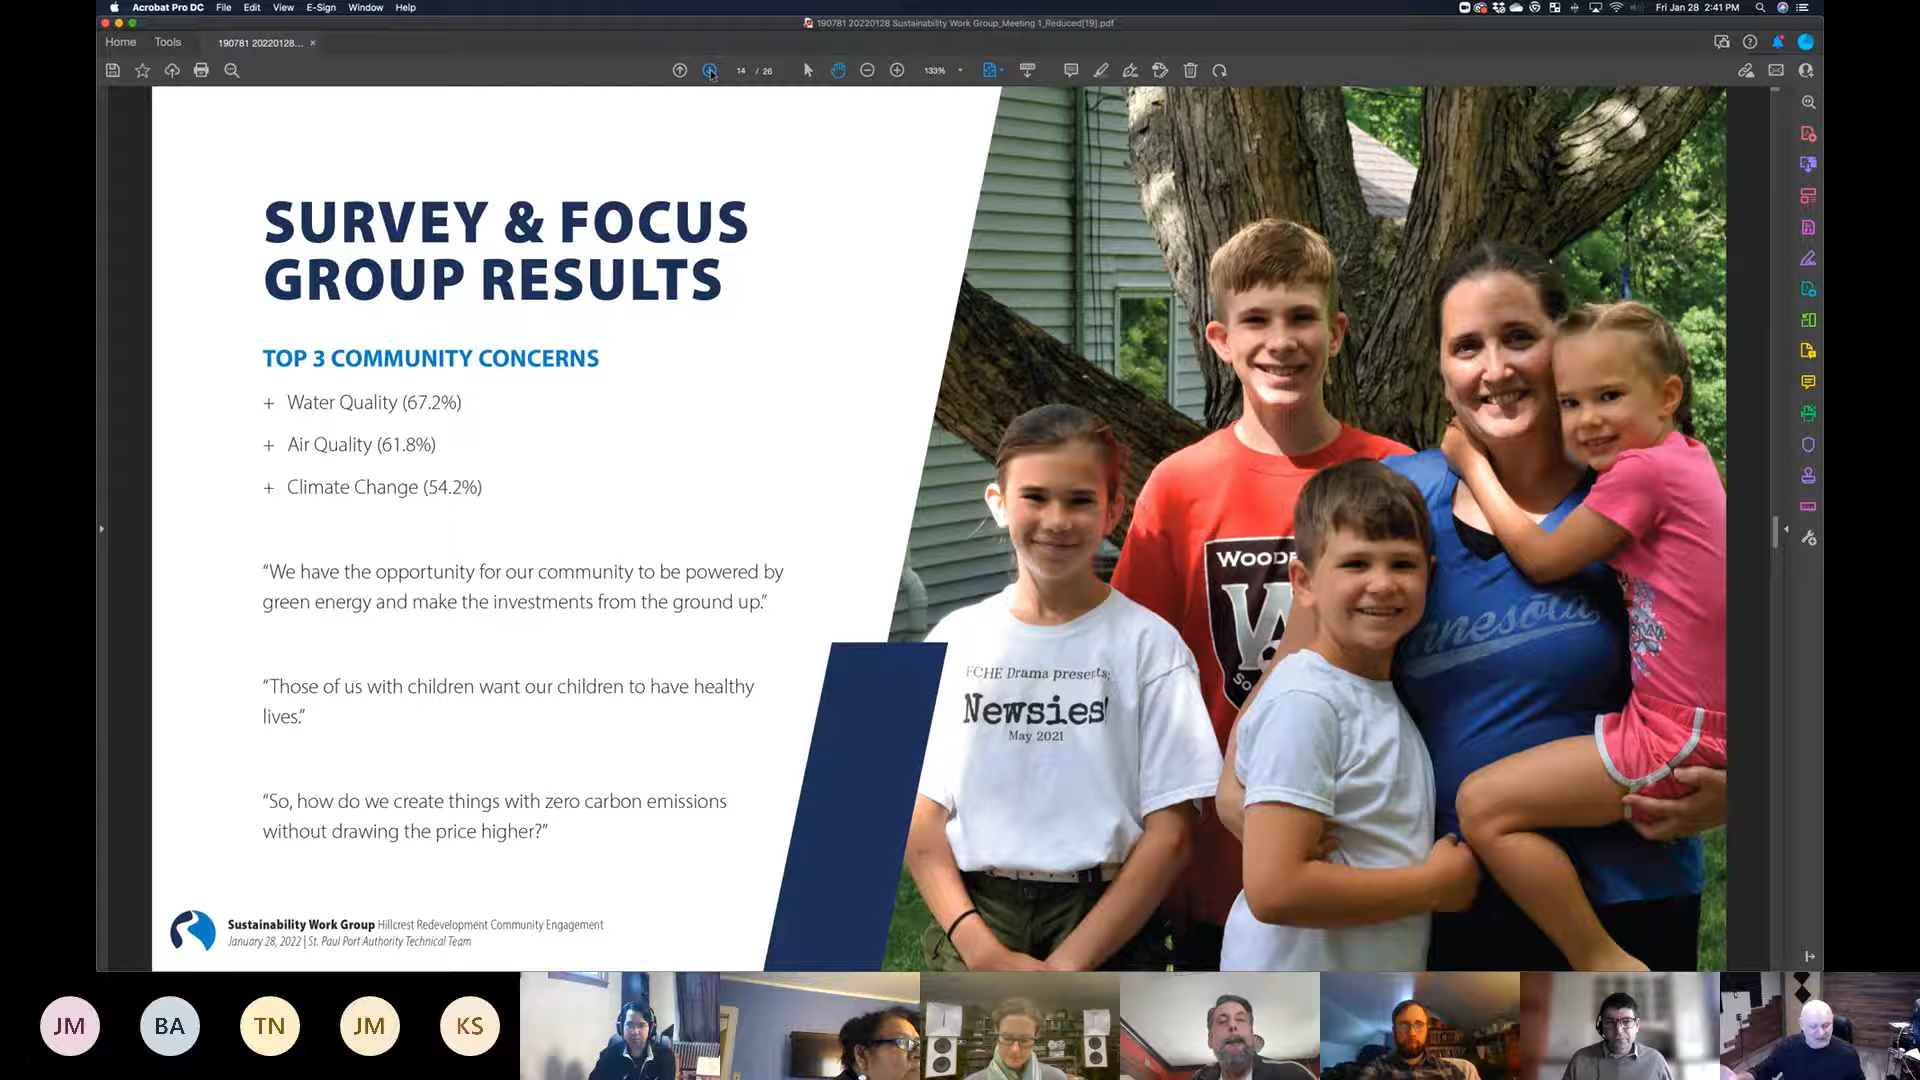 Acrobat Pro DC File Edit View E-Sign Window Help Fri Jan 28 2:41 PM
190781 20220128 Sustainability Work Group_Meeting 1_Reduced[19].pdf
Home Tools 190781 20220128... ×
14 / 26 133%
SURVEY & FOCUS
GROUP RESULTS
TOP 3 COMMUNITY CONCERNS
+ Water Quality (67.2%)
+ Air Quality (61.8%)
+ Climate Change (54.2%)
“We have the opportunity for our community to be powered by
green energy and make the investments from the ground up.”
“Those of us with children want our children to have healthy
lives.”
“So, how do we create things with zero carbon emissions
without drawing the price higher?”
WOOD
W
SO
nnesota
FCHE Drama presents:
Newsies!
May 2021
Sustainability Work Group Hillcrest Redevelopment Community Engagement
January 28, 2022 | St. Paul Port Authority Technical Team
JM BA TN JM KS